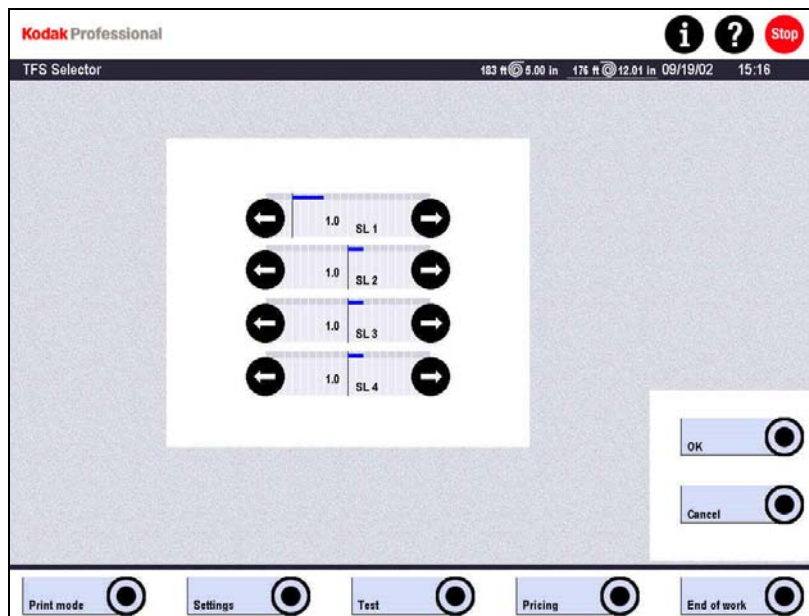 Kodak Professional
i ? Stop
TFS Selector 183 ft 5.00 in 176 ft 12.01 in 09/19/02 15:16
1.0 SL 1
1.0 SL 2
1.0 SL 3
1.0 SL 4
OK
Cancel
Print mode Settings Test Pricing End of work